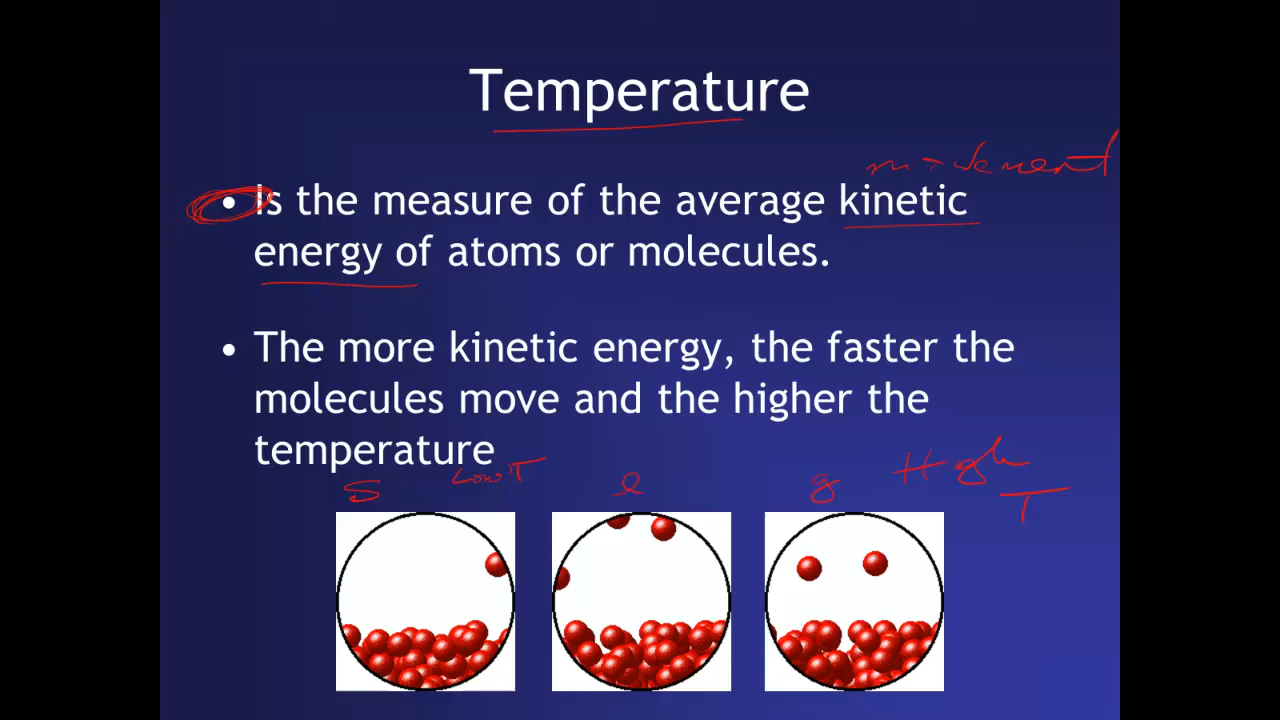 Temperature
movement
• Is the measure of the average kinetic
energy of atoms or molecules.
• The more kinetic energy, the faster the
molecules move and the higher the
temperature
S Low T l g High
T